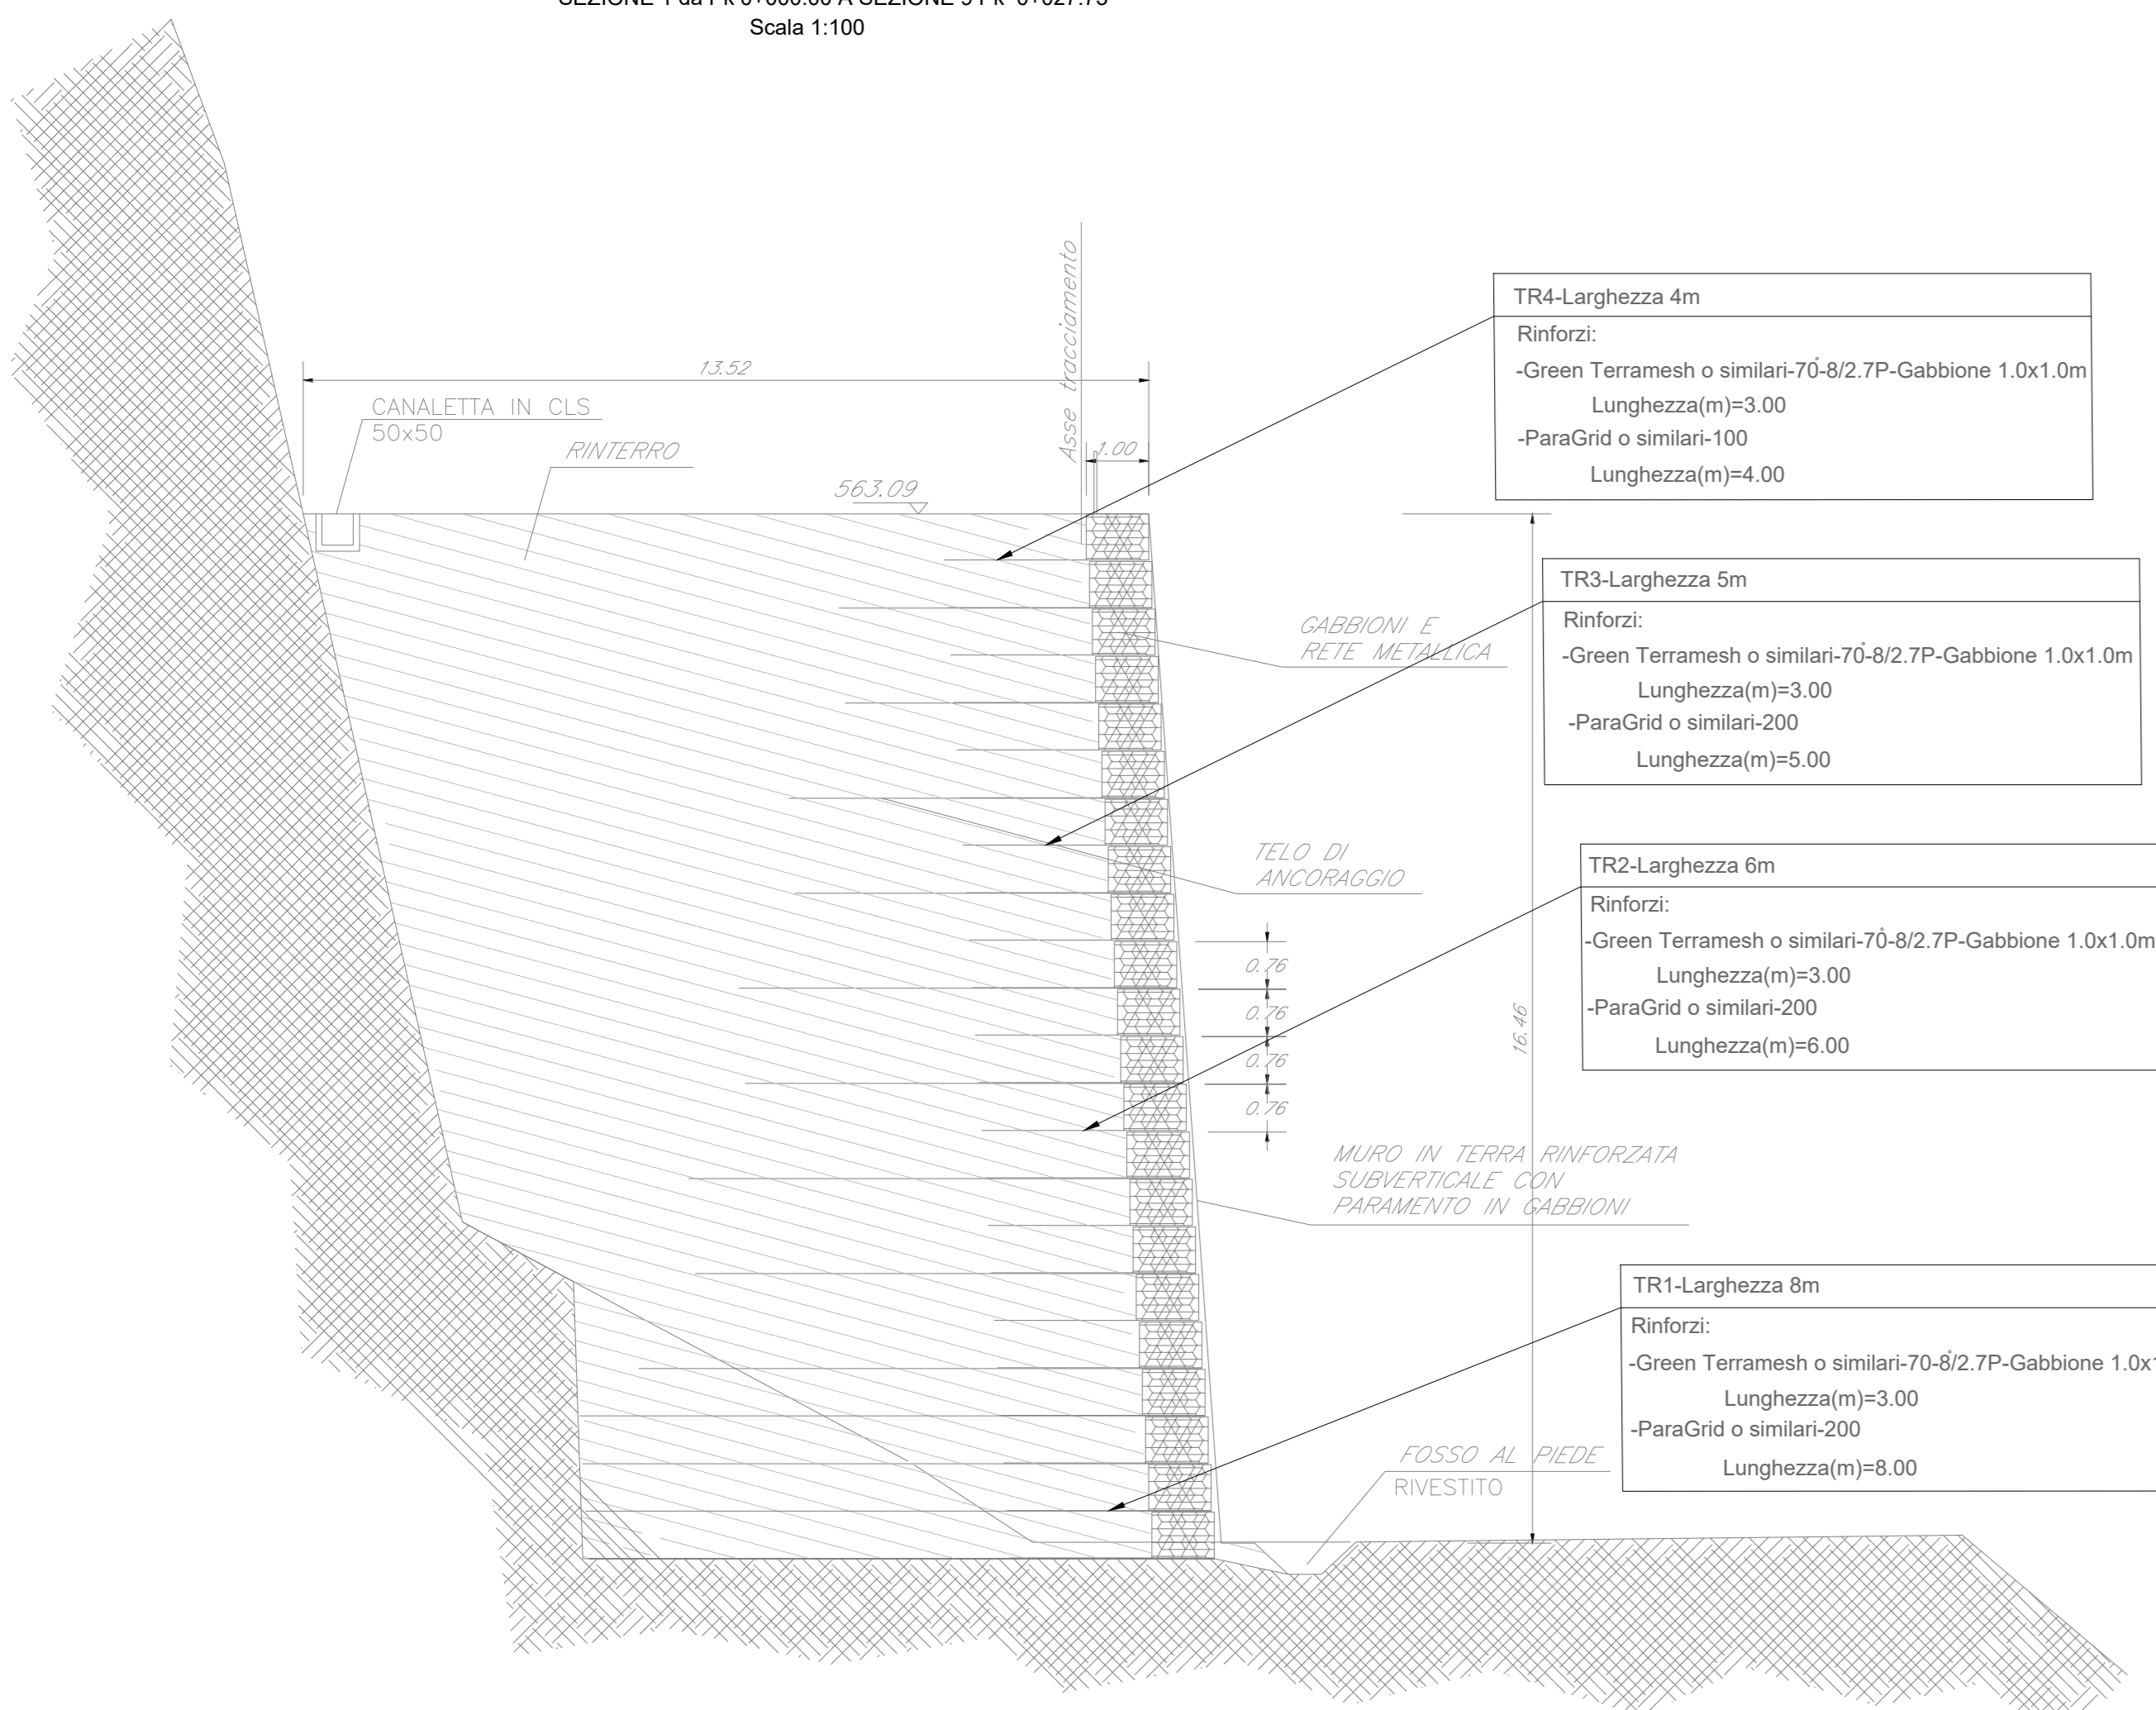 Scala 1:100
Asse tracciamento
13.52
CANALETTA IN CLS
50x50
RINTERRO
1.00
563.09
TR4-Larghezza 4m
Rinforzi:
-Green Terramesh o similari-70°-8/2.7P-Gabbione 1.0x1.0m
Lunghezza(m)=3.00
-ParaGrid o similari-100
Lunghezza(m)=4.00
GABBIONI E
RETE METALLICA
TR3-Larghezza 5m
Rinforzi:
-Green Terramesh o similari-70°-8/2.7P-Gabbione 1.0x1.0m
Lunghezza(m)=3.00
-ParaGrid o similari-200
Lunghezza(m)=5.00
TELO DI
ANCORAGGIO
TR2-Larghezza 6m
Rinforzi:
-Green Terramesh o similari-70°-8/2.7P-Gabbione 1.0x1.0m
Lunghezza(m)=3.00
-ParaGrid o similari-200
Lunghezza(m)=6.00
0.76
0.76
0.76
0.76
16.46
MURO IN TERRA RINFORZATA
SUBVERTICALE CON
PARAMENTO IN GABBIONI
TR1-Larghezza 8m
Rinforzi:
-Green Terramesh o similari-70-8°/2.7P-Gabbione
Lunghezza(m)=3.00
-ParaGrid o similari-200
Lunghezza(m)=8.00
FOSSO AL PIEDE
RIVESTITO